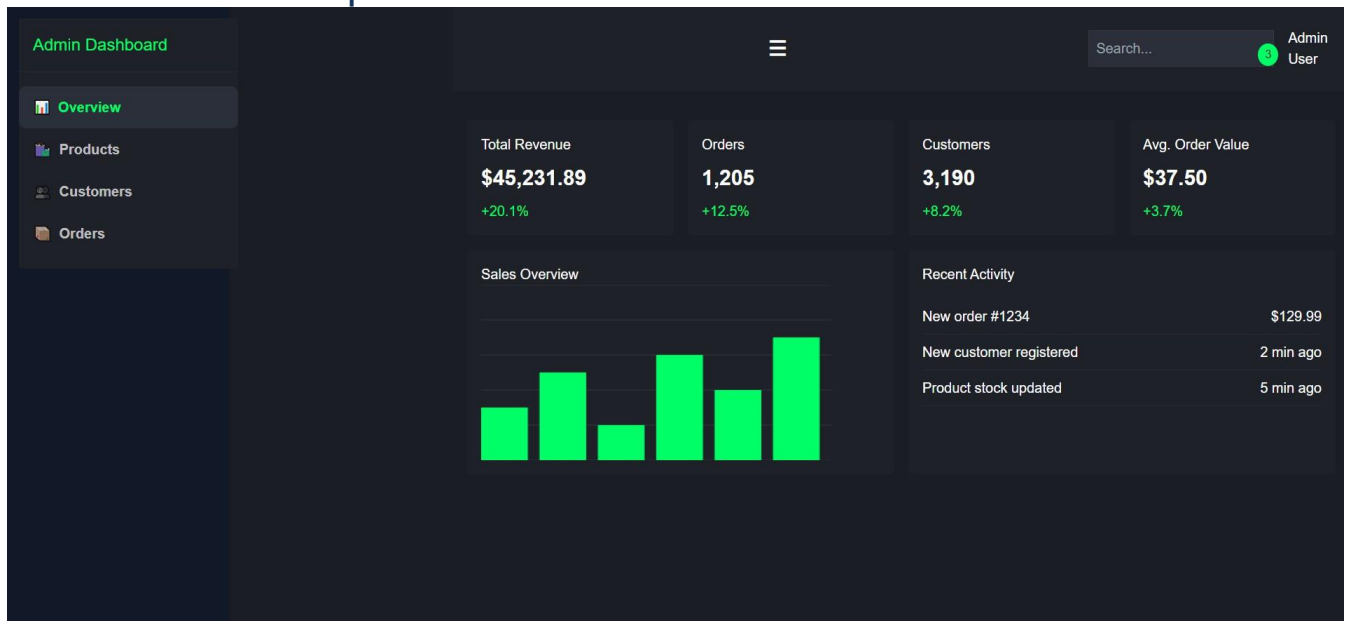 Admin Dashboard
Overview
Products
Customers
Orders
☰
Search...
3
Admin
User
Total Revenue
$45,231.89
+20.1%
Orders
1,205
+12.5%
Customers
3,190
+8.2%
Avg. Order Value
$37.50
+3.7%
Sales Overview
Recent Activity
New order #1234 $129.99
New customer registered 2 min ago
Product stock updated 5 min ago